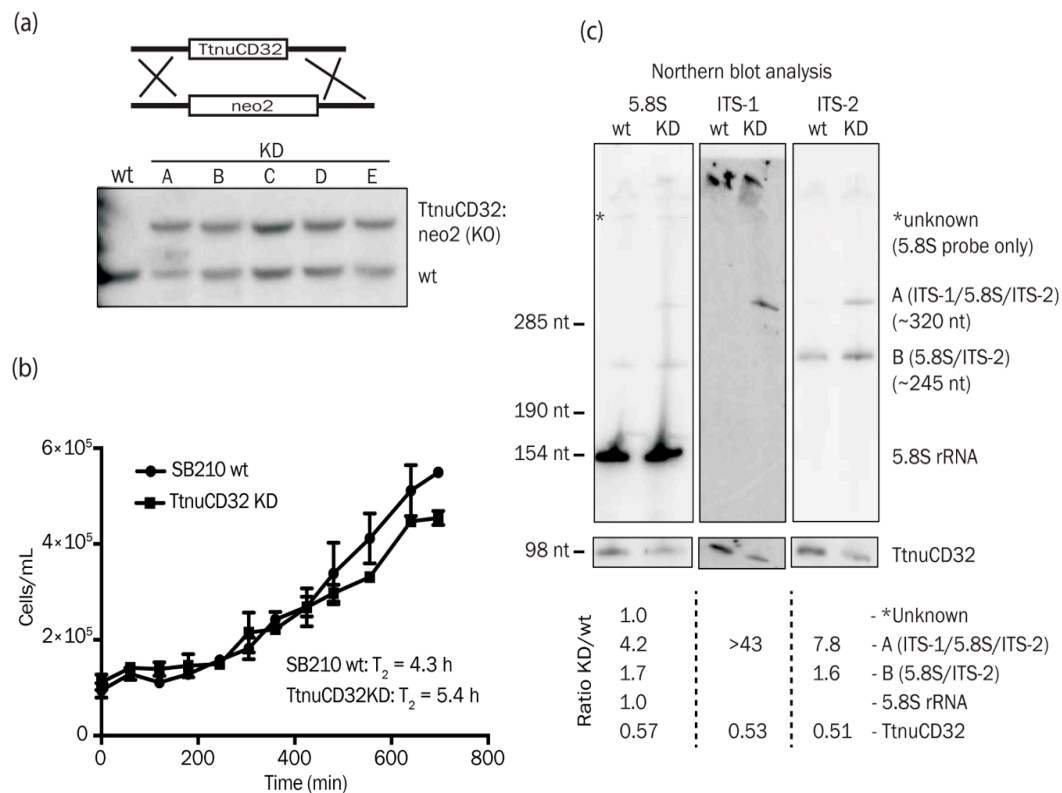 (a)
TtnuCD32
neo2
KD
wt A B C D E
TtnuCD32:
neo2 (KO)
wt
(b)
6×10⁵
4×10⁵
2×10⁵
0
Cells/mL
SB210 wt
TtnuCD32 KD
SB210 wt: T₂ = 4.3 h
TtnuCD32KD: T₂ = 5.4 h
0 200 400 600 800
Time (min)
(c)
Northern blot analysis
5.8S ITS-1 ITS-2
wt KD wt KD wt KD
*
*unknown
(5.8S probe only)
A (ITS-1/5.8S/ITS-2)
(~320 nt)
285 nt
B (5.8S/ITS-2)
(~245 nt)
190 nt
154 nt
5.8S rRNA
98 nt
TtnuCD32
Ratio KD/wt
1.0 - *Unknown
4.2 >43 7.8 - A (ITS-1/5.8S/ITS-2)
1.7 1.6 - B (5.8S/ITS-2)
1.0 - 5.8S rRNA
0.57 0.53 0.51 - TtnuCD32